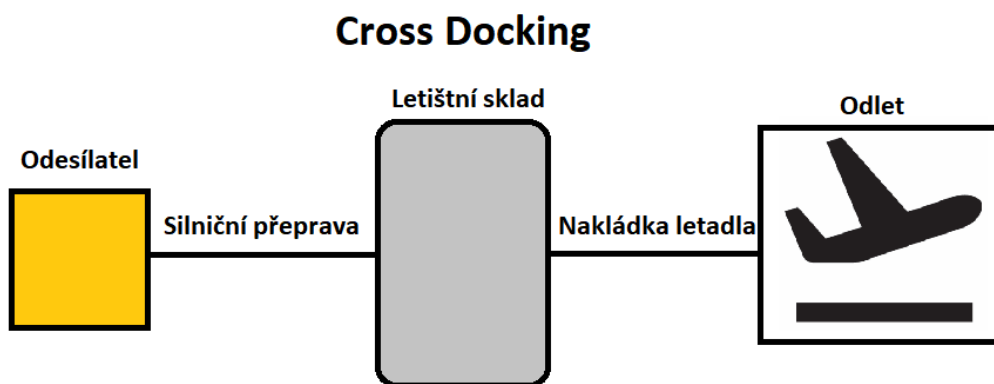 Cross Docking
Letištní sklad
Odlet
Odesílatel
Silniční přeprava
Nakládka letadla